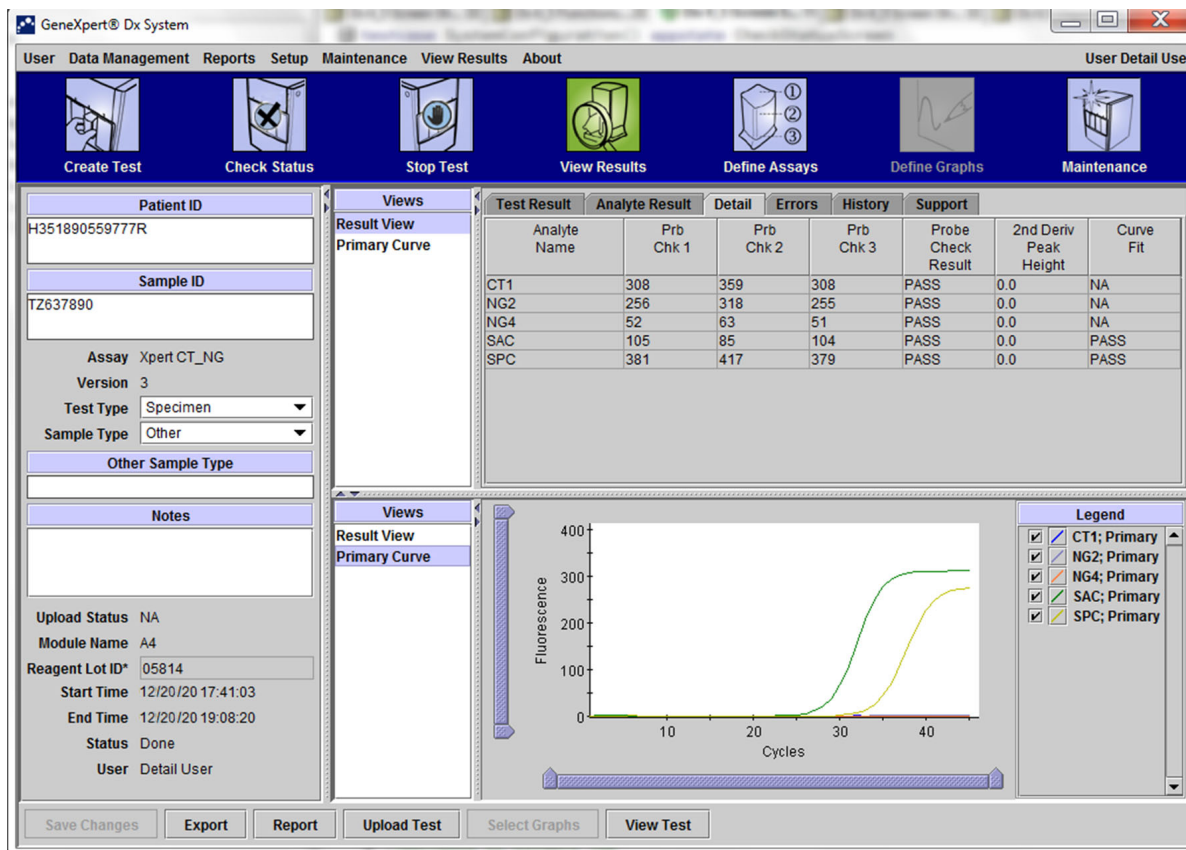 GeneXpert® Dx System
User Data Management Reports Setup Maintenance View Results About User Detail Use
Create Test Check Status Stop Test View Results Define Assays Define Graphs Maintenance
① ② ③
Patient ID
H351890559777R
Sample ID
TZ637890
Assay Xpert CT_NG
Version 3
Test Type Specimen
Sample Type Other
Other Sample Type
Notes
Upload Status NA
Module Name A4
Reagent Lot ID* 05814
Start Time 12/20/20 17:41:03
End Time 12/20/20 19:08:20
Status Done
User Detail User
Views
Result View
Primary Curve
Test Result Analyte Result Detail Errors History Support
Analyte Name Prb Chk 1 Prb Chk 2 Prb Chk 3 Probe Check Result 2nd Deriv Peak Height Curve Fit
CT1 308 359 308 PASS 0.0 NA
NG2 256 318 255 PASS 0.0 NA
NG4 52 63 51 PASS 0.0 NA
SAC 105 85 104 PASS 0.0 PASS
SPC 381 417 379 PASS 0.0 PASS
Views
Result View
Primary Curve
Fluorescence
400
300
200
100
0
10 20 30 40
Cycles
Legend
CT1; Primary
NG2; Primary
NG4; Primary
SAC; Primary
SPC; Primary
Save Changes Export Report Upload Test Select Graphs View Test